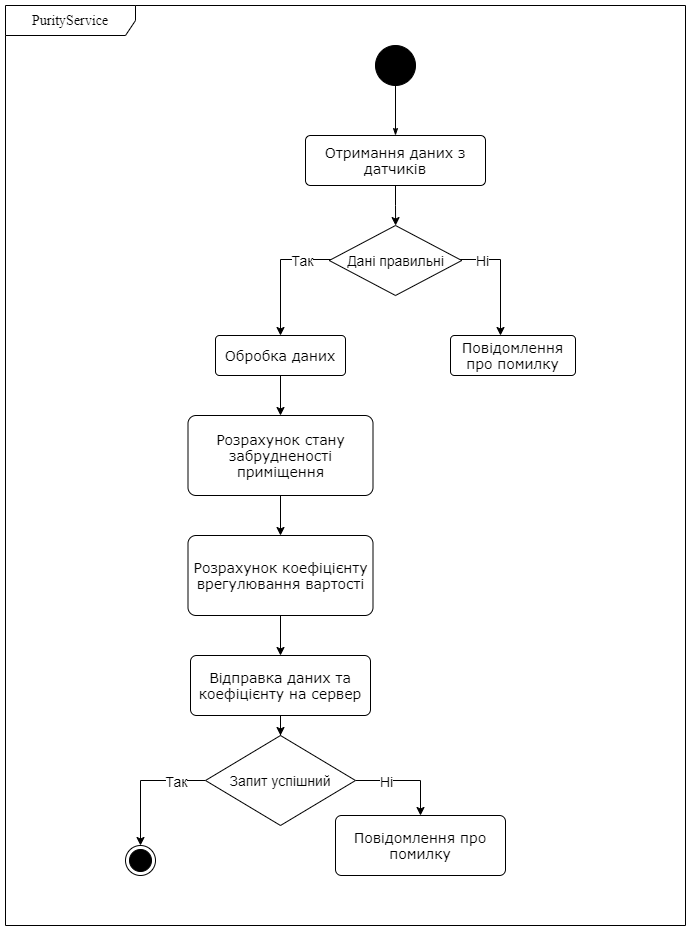 PurityService
Отримання даних з
датчиків
Так
Дані правильні
Ні
Обробка даних
Повідомлення
про помилку
Розрахунок стану
забрудненості
приміщення
Розрахунок коефіцієнту
врегулювання вартості
Відправка даних та
коефіцієнту на сервер
Так
Запит успішний
Ні
Повідомлення про
помилку